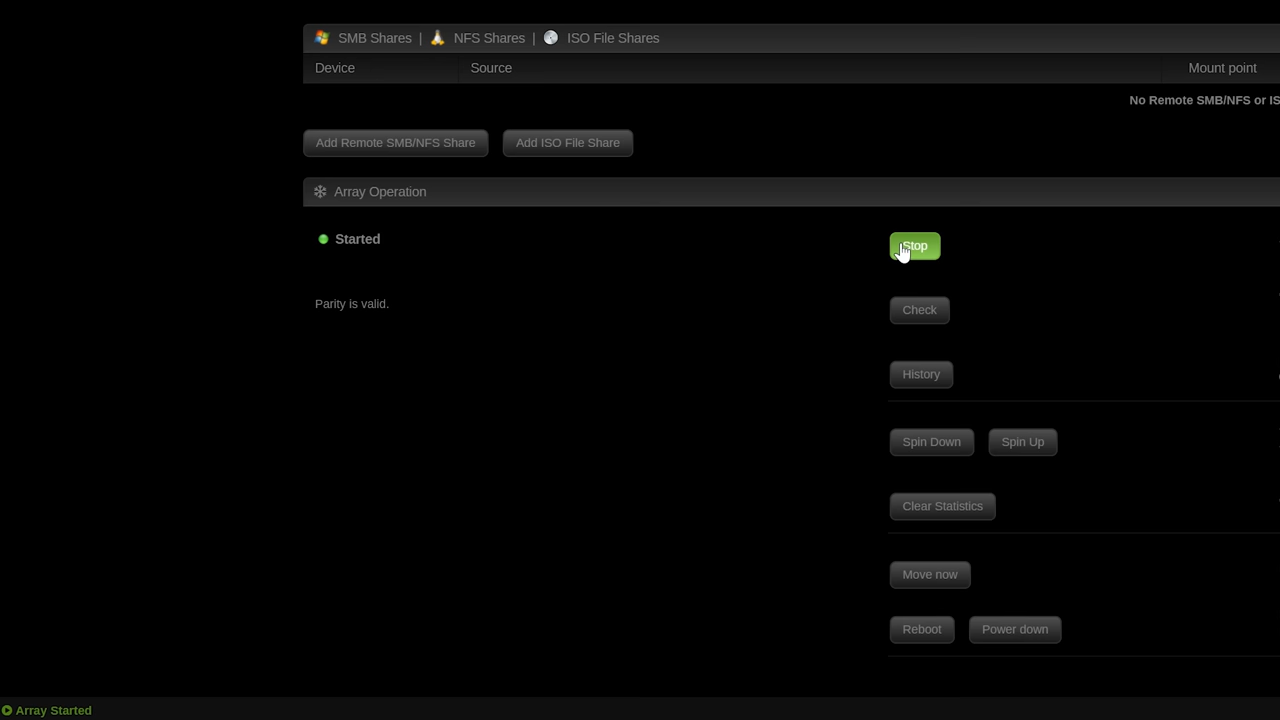 SMB Shares | NFS Shares | ISO File Shares
Device Source Mount point
No Remote SMB/NFS or IS
Add Remote SMB/NFS Share Add ISO File Share
Array Operation
Started Stop
Parity is valid. Check
History
Spin Down Spin Up
Clear Statistics
Move now
Reboot Power down
Array Started